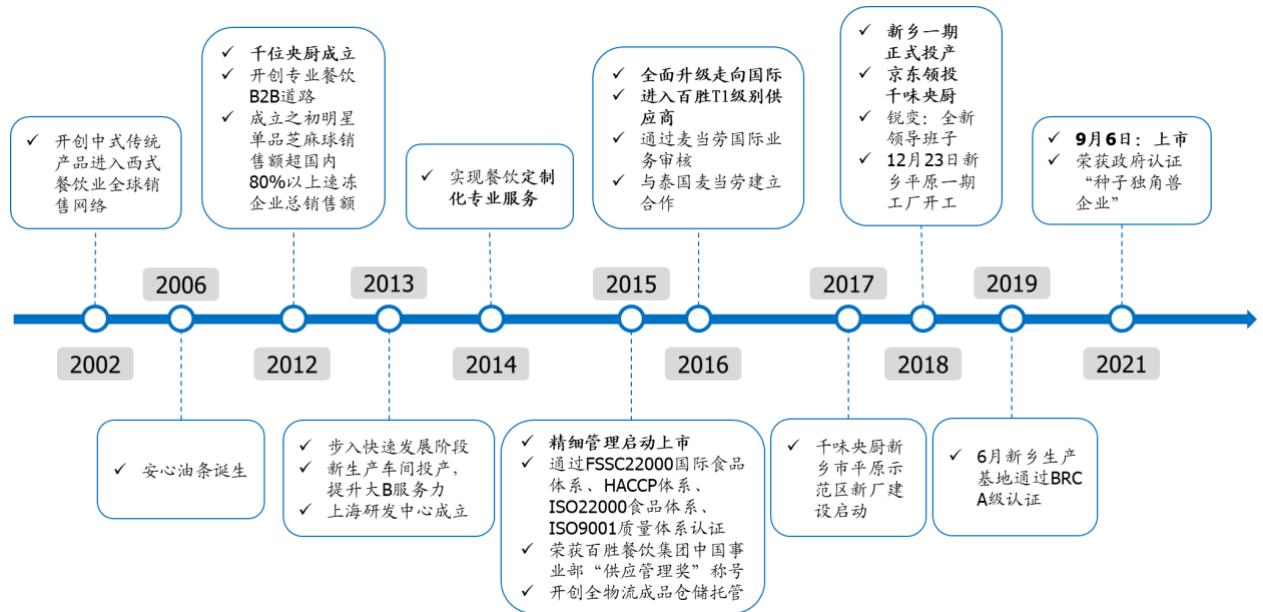 ✓ 开创中式传统
产品进入西式
餐饮业全球销
售网络
2002
2006
✓ 安心油条诞生
✓ 千位央厨成立
✓ 开创专业餐饮
B2B道路
✓ 成立之初明星
单品芝麻球销
售额超国内
80%以上速冻
企业总销售额
2012
2013
✓ 步入快速发展阶段
✓ 新生产车间投产，
提升大B服务力
✓ 上海研发中心成立
✓ 实现餐饮定制
化专业服务
2014
2015
✓ 精细管理启动上市
✓ 通过FSSC22000国际食品
体系、HACCP体系、
ISO22000食品体系、
ISO9001质量体系认证
✓ 荣获百胜餐饮集团中国事
业部“供应管理奖”称号
✓ 开创全物流成品仓储托管
✓ 全面升级走向国际
✓ 进入百胜T1级别供
应商
✓ 通过麦当劳国际业
务审核
✓ 与泰国麦当劳建立
合作
2016
2017
✓ 千味央厨新
乡市平原示
范区新厂建
设启动
✓ 新乡一期
正式投产
✓ 京东领投
千味央厨
✓ 锐变：全新
领导班子
✓ 12月23日新
乡平原一期
工厂开工
2018
2019
✓ 6月新乡生产
基地通过BRC
A级认证
✓ 9月6日：上市
✓ 荣获政府认证
“种子独角兽
企业”
2021